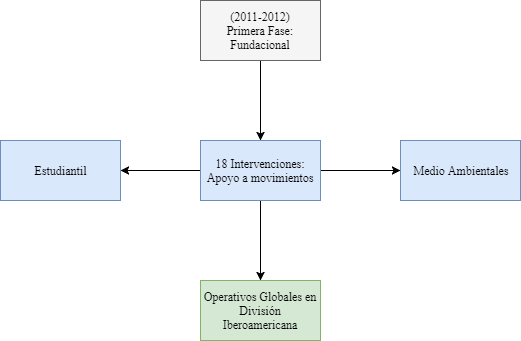 (2011-2012)
Primera Fase:
Fundacional
Estudiantil
18 Intervenciones:
Apoyo a movimientos
Medio Ambientales
Operativos Globales en
División
Iberoamericana